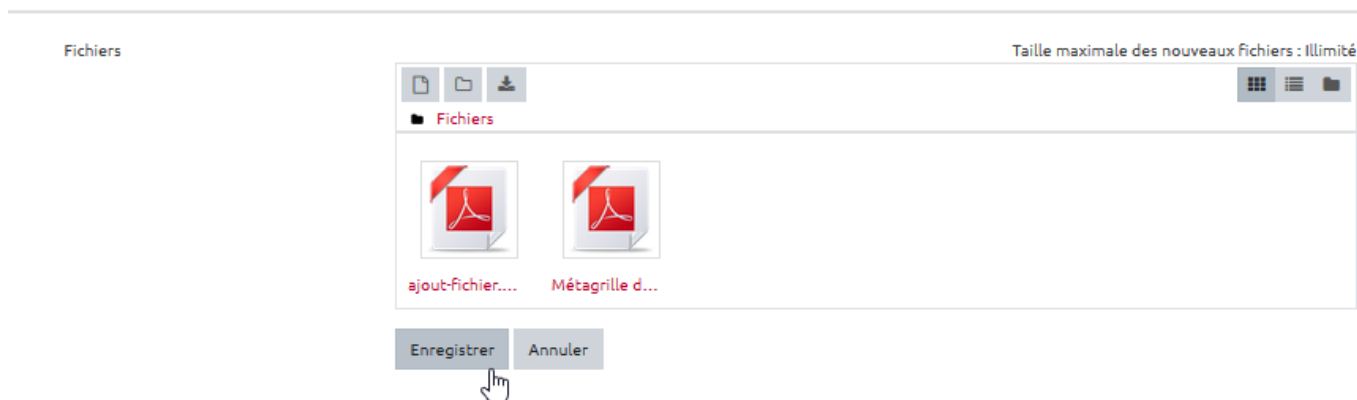 Fichiers
Taille maximale des nouveaux fichiers : Illimité
Fichiers
ajout-fichier....
Métagrille d...
Enregistrer
Annuler